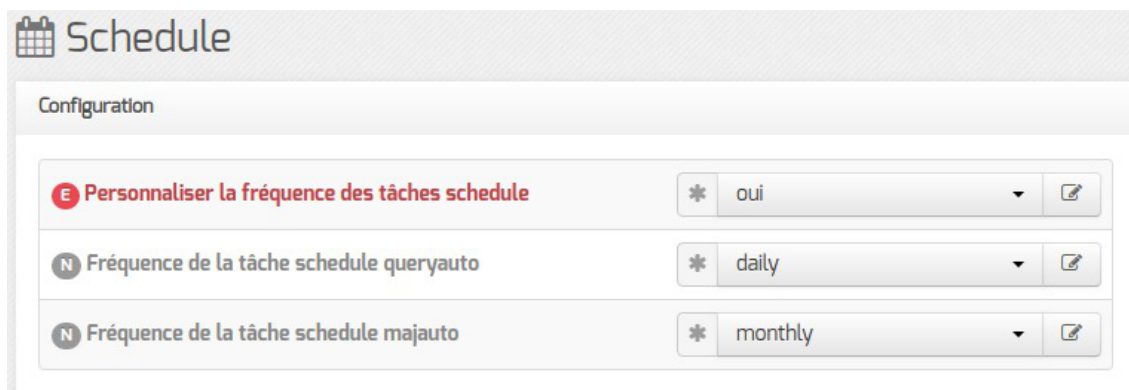 Schedule
Configuration
E Personnaliser la fréquence des tâches schedule * oui
N Fréquence de la tâche schedule queryauto * daily
N Fréquence de la tâche schedule majauto * monthly